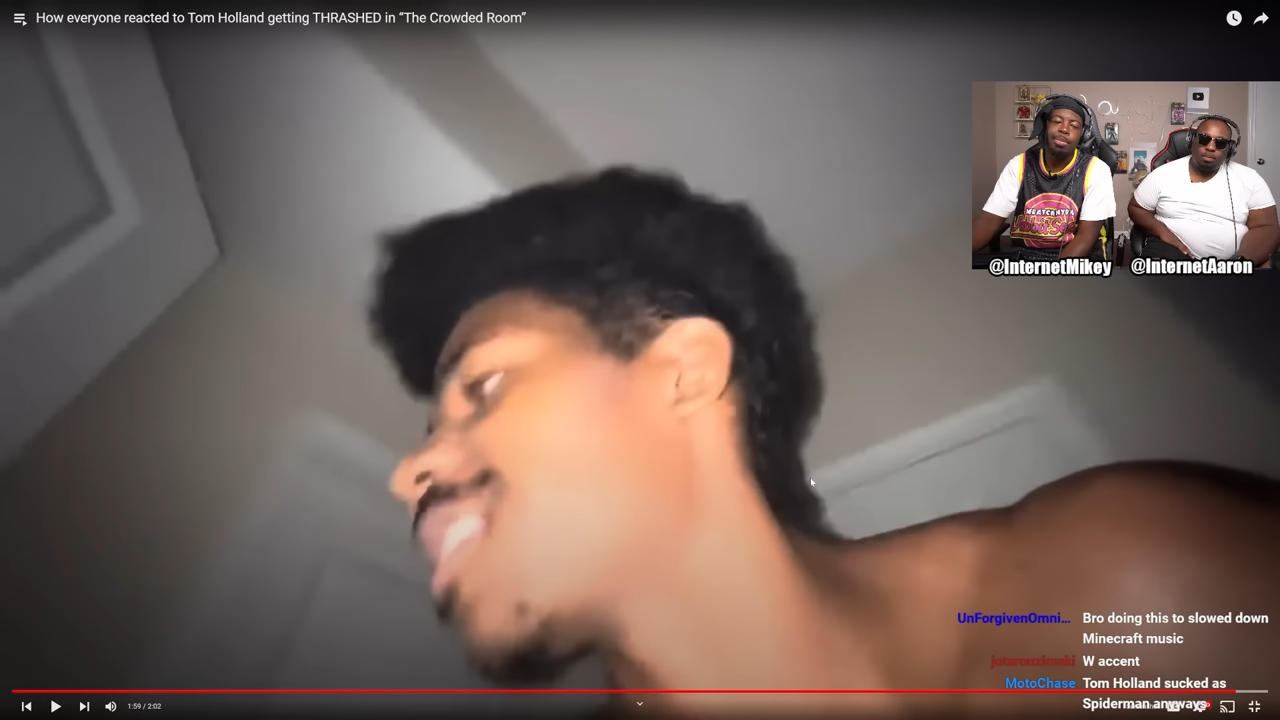 How everyone reacted to Tom Holland getting THRASHED in “The Crowded Room”
@InternetMikey
@InternetAaron
UnForgivenOmni... Bro doing this to slowed down
Minecraft music
W accent
MotoChase Tom Holland sucked as
Spiderman anyways
1:59 / 2:02